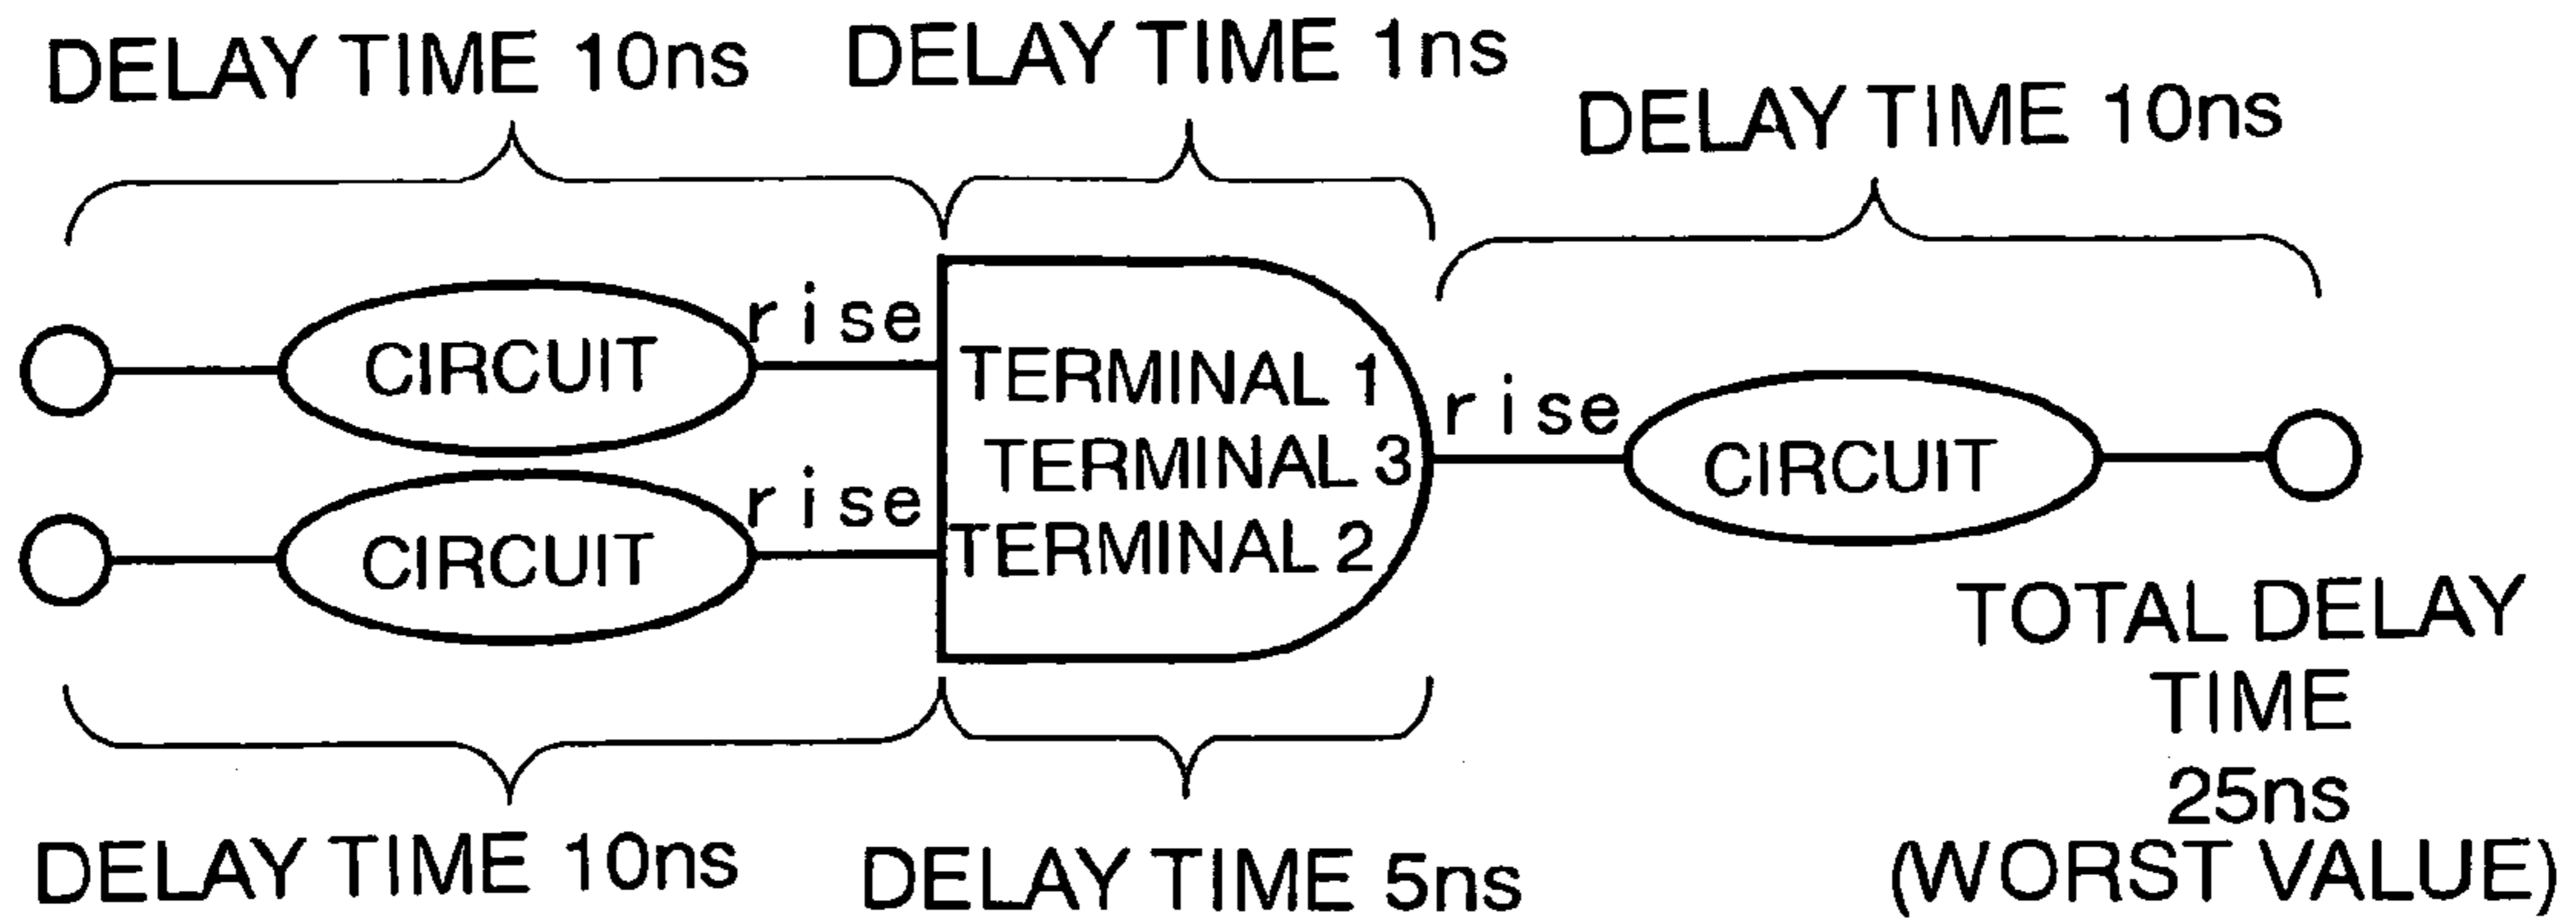 DELAY TIME 10ns
DELAY TIME 1ns
DELAY TIME 10ns
rise
CIRCUIT
TERMINAL 1
rise
TERMINAL 3
CIRCUIT
rise
CIRCUIT
TERMINAL 2
TOTAL DELAY
TIME
25ns
(WORST VALUE)
DELAY TIME 10ns
DELAY TIME 5ns